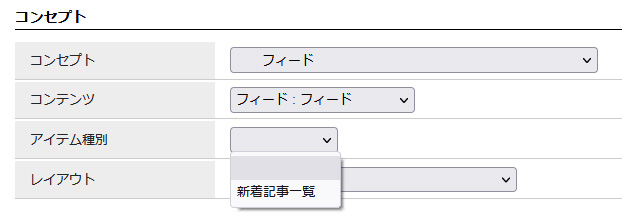 コンセプト
コンセプト フィード
コンテンツ フィード : フィード
アイテム種別
新着記事一覧
レイアウト